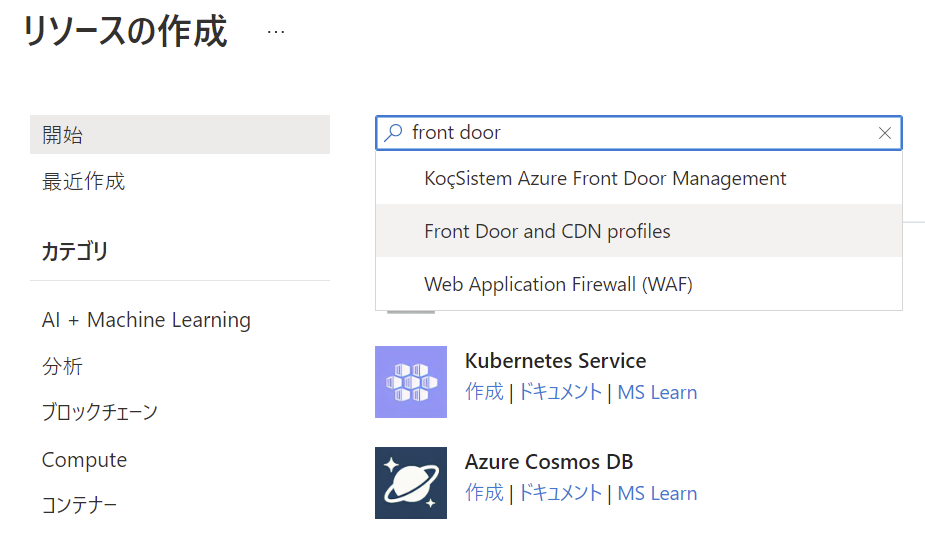 リソースの作成 ...
開始
最近作成
カテゴリ
AI + Machine Learning
分析
ブロックチェーン
Compute
コンテナー
front door
KoçSistem Azure Front Door Management
Front Door and CDN profiles
Web Application Firewall (WAF)
Kubernetes Service
作成 | ドキュメント | MS Learn
Azure Cosmos DB
作成 | ドキュメント | MS Learn